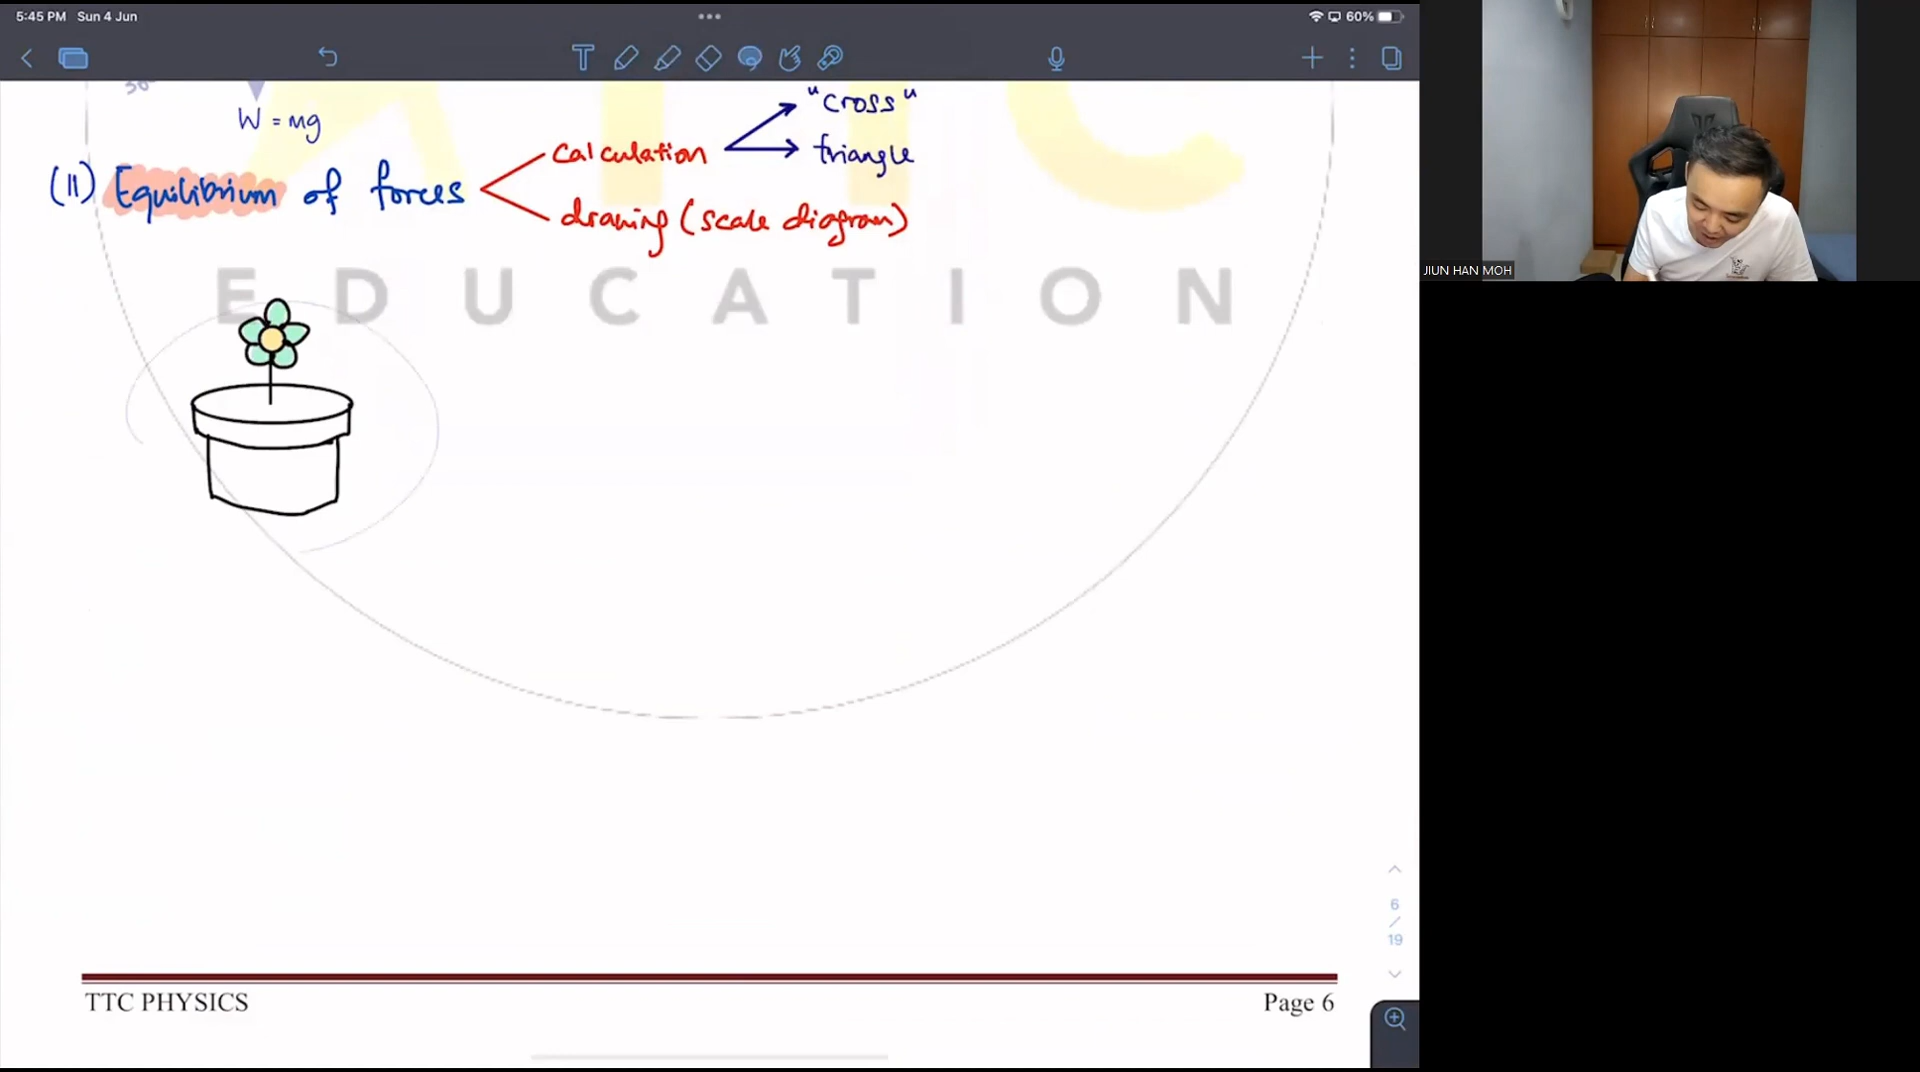 5:45 PM Sun 4 Jun
60%
W = mg
"cross"
calculation
triangle
(11) Equilibrium of forces
drawing (scale diagram)
EDUCATION
JIUN HAN MOH
6
/
19
TTC PHYSICS
Page 6